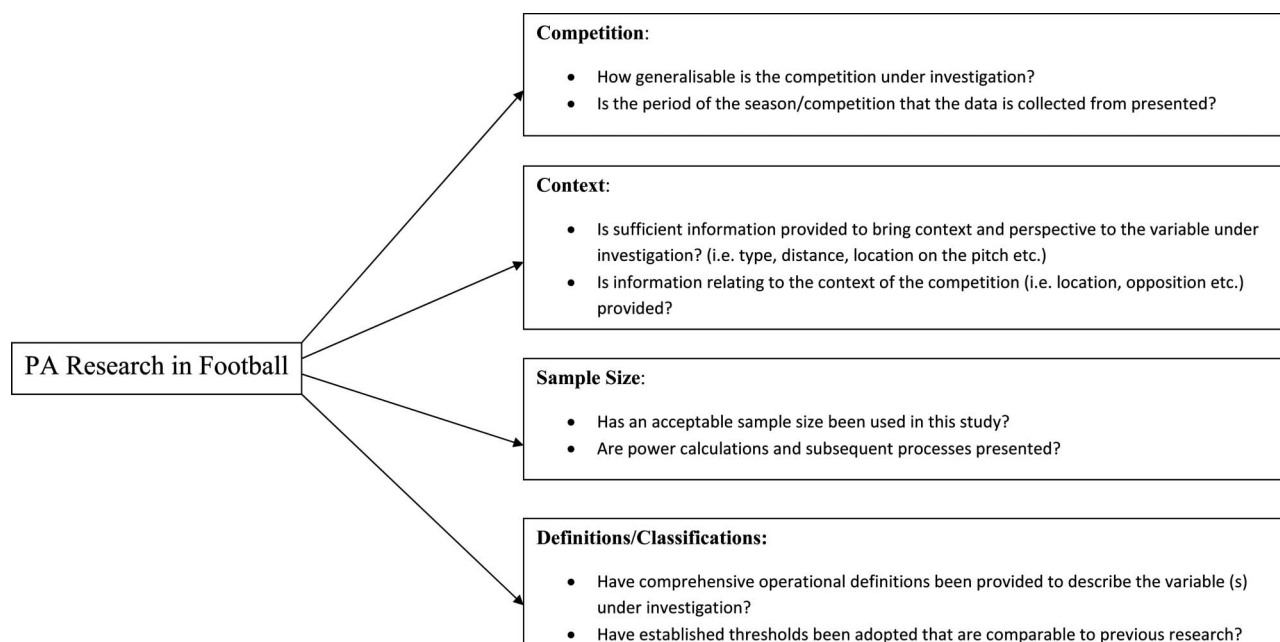 Competition:
• How generalisable is the competition under investigation?
• Is the period of the season/competition that the data is collected from presented?
Context:
• Is sufficient information provided to bring context and perspective to the variable under
investigation? (i.e. type, distance, location on the pitch etc.)
• Is information relating to the context of the competition (i.e. location, opposition etc.)
provided?
PA Research in Football
Sample Size:
• Has an acceptable sample size been used in this study?
• Are power calculations and subsequent processes presented?
Definitions/Classifications:
• Have comprehensive operational definitions been provided to describe the variable (s)
under investigation?
• Have established thresholds been adopted that are comparable to previous research?